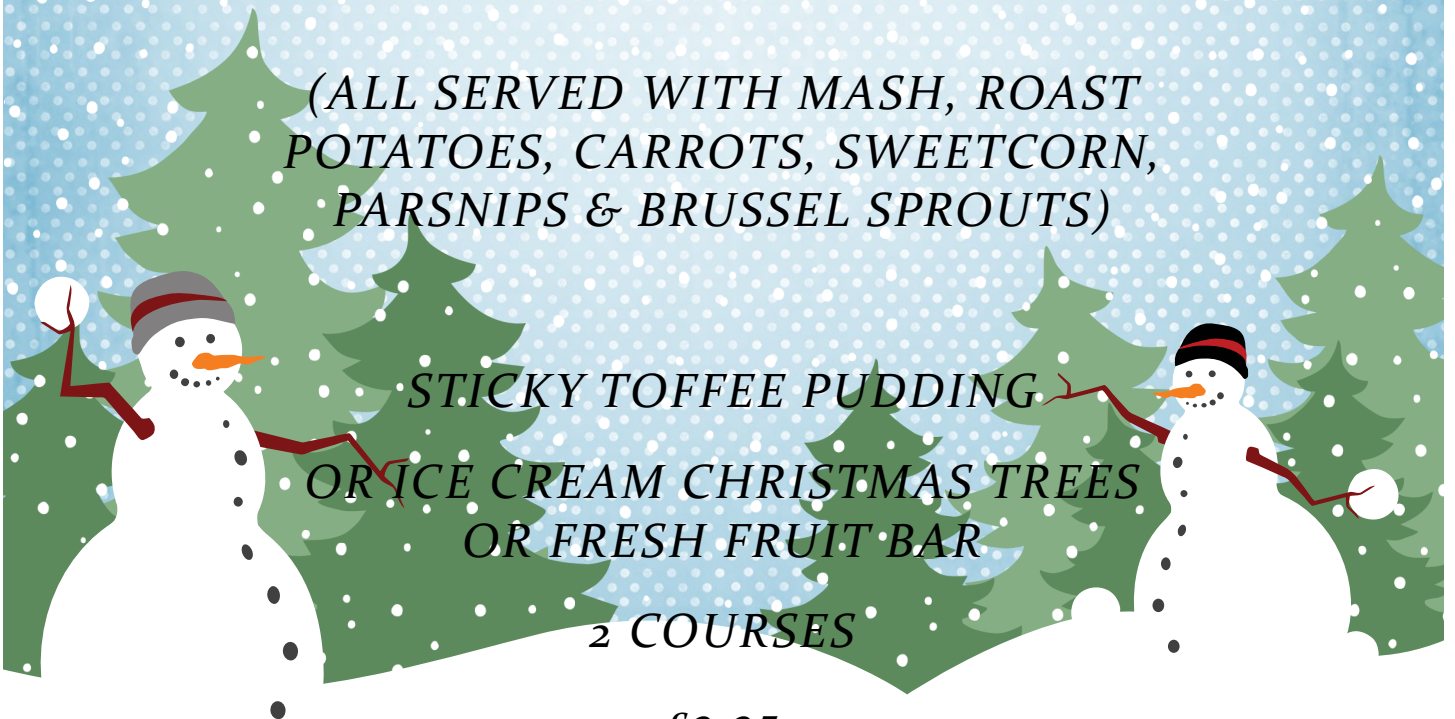 (ALL SERVED WITH MASH, ROAST
POTATOES, CARROTS, SWEETCORN,
PARSNIPS & BRUSSEL SPROUTS)
STICKY TOFFEE PUDDING
OR ICE CREAM CHRISTMAS TREES
OR FRESH FRUIT BAR
2 COURSES